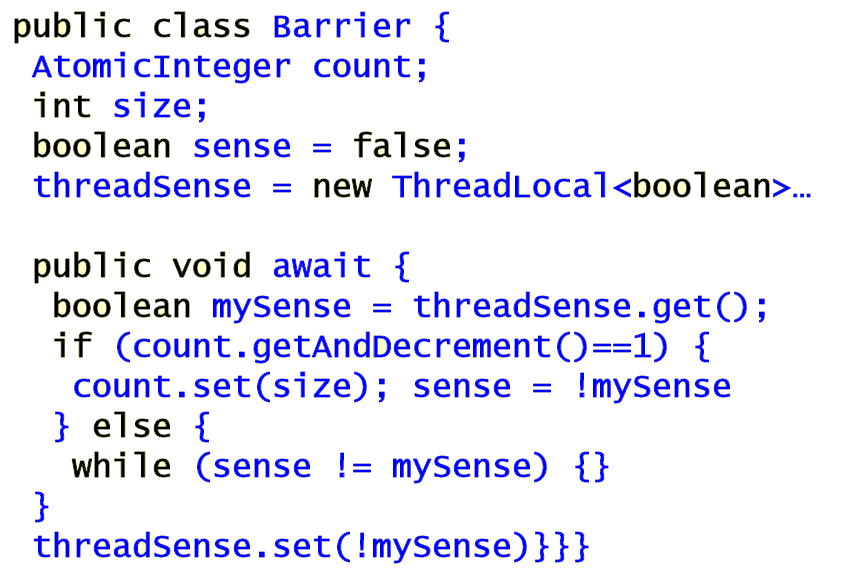 public class Barrier {
AtomicInteger count;
int size;
boolean sense = false;
threadSense = new ThreadLocal<boolean>…
public void await {
boolean mySense = threadSense.get();
if (count.getAndDecrement()==1) {
count.set(size); sense = !mySense
} else {
while (sense != mySense) {}
}
threadSense.set(!mySense)}}}